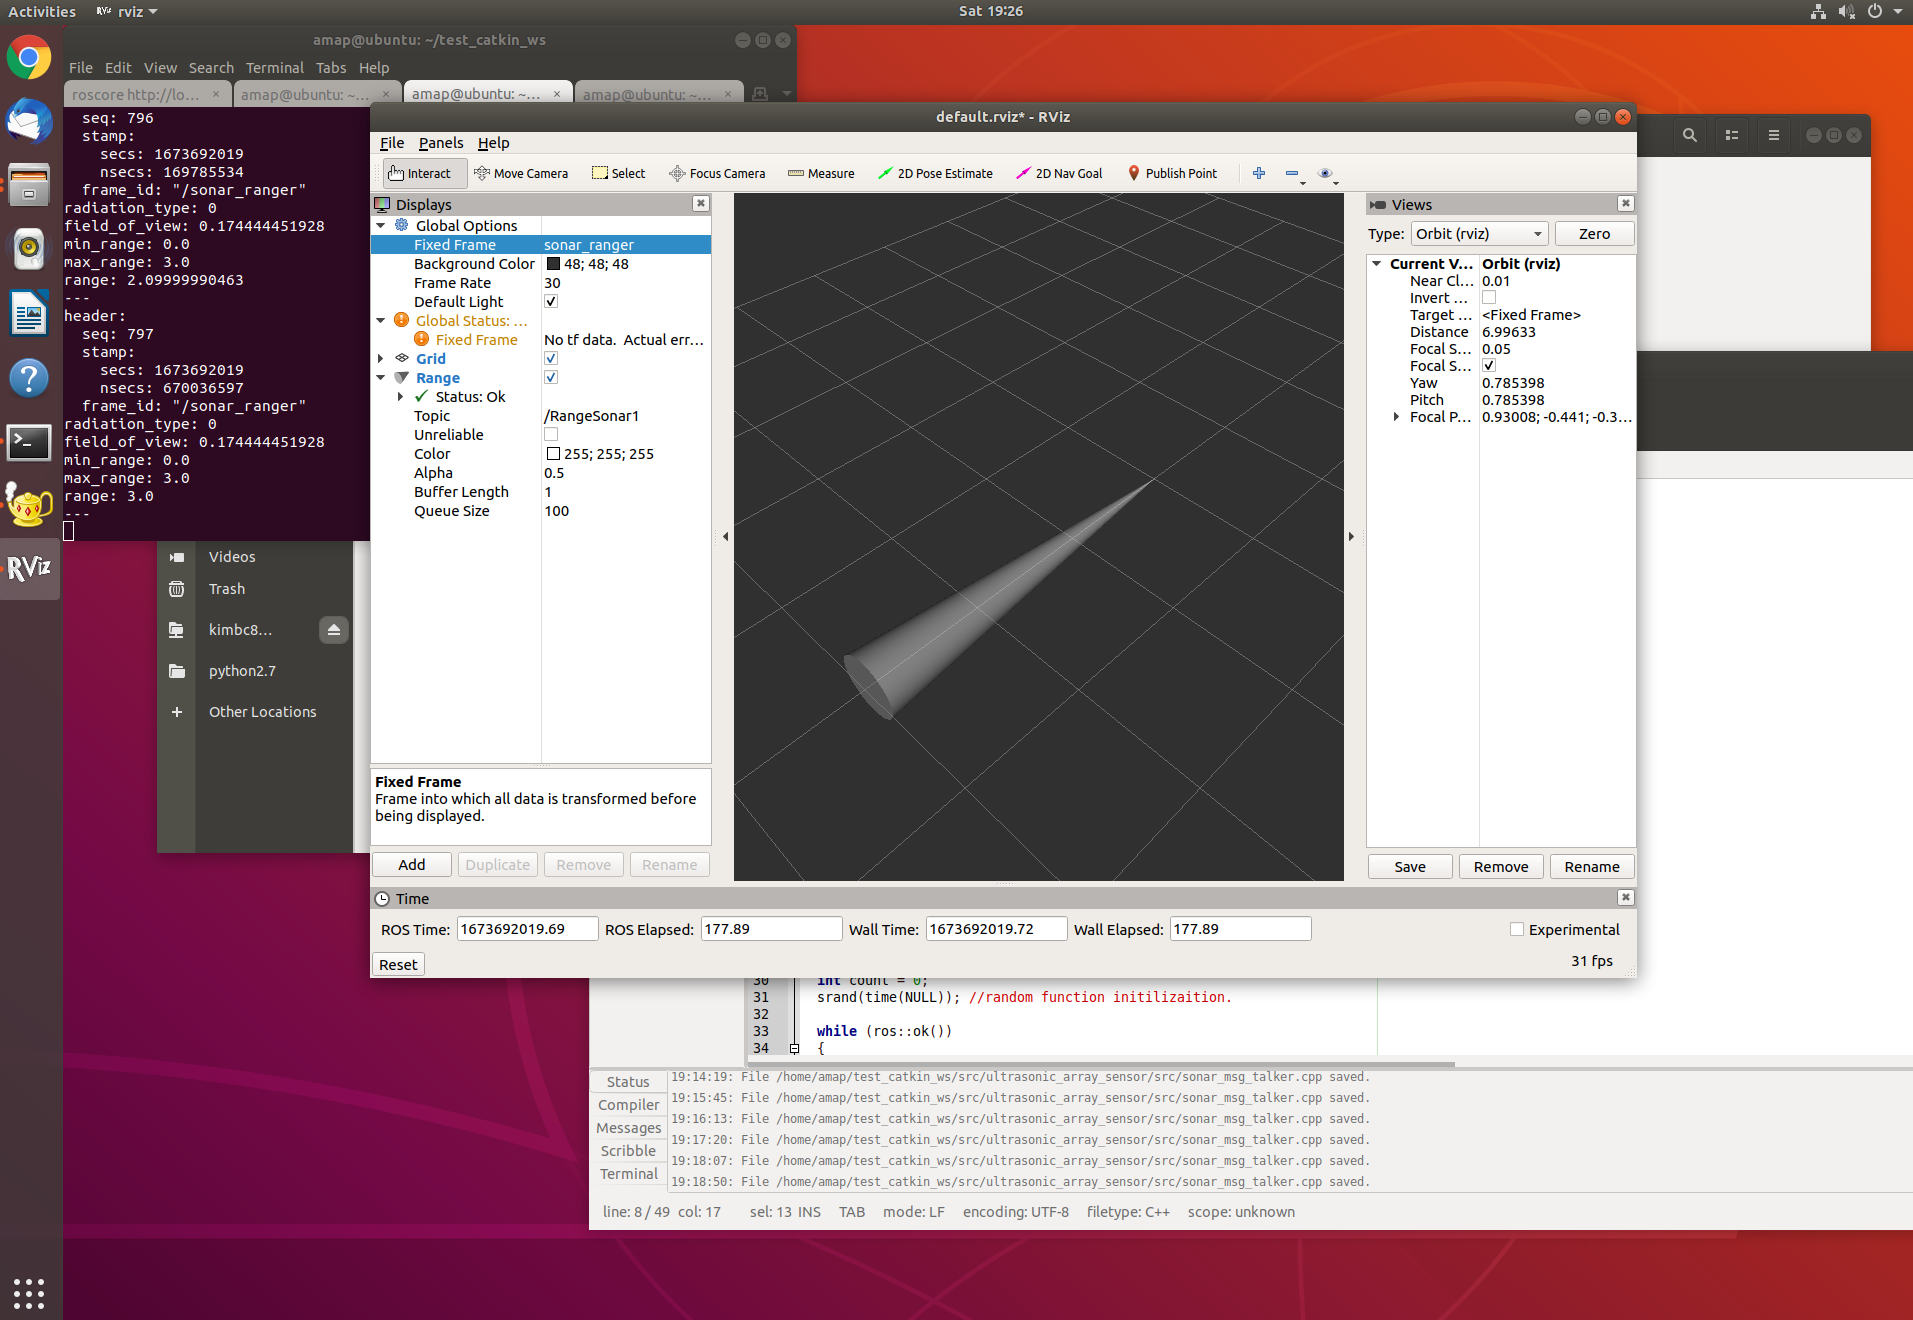 Activities RViz rviz Sat 19:26
amap@ubuntu: ~/test_catkin_ws
File Edit View Search Terminal Tabs Help
roscore http://lo... × amap@ubuntu: ~... × amap@ubuntu: ~... × amap@ubuntu: ~... ×
seq: 796
stamp:
secs: 1673692019
nsecs: 169785534
frame_id: "/sonar_ranger"
radiation_type: 0
field_of_view: 0.174444451928
min_range: 0.0
max_range: 3.0
range: 2.09999990463
---
header:
seq: 797
stamp:
secs: 1673692019
nsecs: 670036597
frame_id: "/sonar_ranger"
radiation_type: 0
field_of_view: 0.174444451928
min_range: 0.0
max_range: 3.0
range: 3.0
---
RViz
Videos
Trash
kimbc8...
python2.7
+ Other Locations
default.rviz* - RViz
File Panels Help
Interact Move Camera Select Focus Camera Measure 2D Pose Estimate 2D Nav Goal Publish Point
Displays
Global Options
Fixed Frame sonar_ranger
Background Color 48; 48; 48
Frame Rate 30
Default Light
Global Status: ...
Fixed Frame No tf data. Actual err...
Grid
Range
Status: Ok
Topic /RangeSonar1
Unreliable
Color 255; 255; 255
Alpha 0.5
Buffer Length 1
Queue Size 100
Fixed Frame
Frame into which all data is transformed before
being displayed.
Add Duplicate Remove Rename
Views
Type: Orbit (rviz) Zero
Current V... Orbit (rviz)
Near Cl... 0.01
Invert ...
Target ... <Fixed Frame>
Distance 6.99633
Focal S... 0.05
Focal S...
Yaw 0.785398
Pitch 0.785398
Focal P... 0.93008; -0.441; -0.3...
Save Remove Rename
Time
ROS Time: 1673692019.69 ROS Elapsed: 177.89 Wall Time: 1673692019.72 Wall Elapsed: 177.89 Experimental
Reset 31 fps
30 int count = 0;
31 srand(time(NULL)); //random function initilizaition.
32
33 while (ros::ok())
34 {
Status
Compiler
Messages
Scribble
Terminal
19:14:19: File /home/amap/test_catkin_ws/src/ultrasonic_array_sensor/src/sonar_msg_talker.cpp saved.
19:15:45: File /home/amap/test_catkin_ws/src/ultrasonic_array_sensor/src/sonar_msg_talker.cpp saved.
19:16:13: File /home/amap/test_catkin_ws/src/ultrasonic_array_sensor/src/sonar_msg_talker.cpp saved.
19:17:20: File /home/amap/test_catkin_ws/src/ultrasonic_array_sensor/src/sonar_msg_talker.cpp saved.
19:18:07: File /home/amap/test_catkin_ws/src/ultrasonic_array_sensor/src/sonar_msg_talker.cpp saved.
19:18:50: File /home/amap/test_catkin_ws/src/ultrasonic_array_sensor/src/sonar_msg_talker.cpp saved.
line: 8 / 49 col: 17 sel: 13 INS TAB mode: LF encoding: UTF-8 filetype: C++ scope: unknown